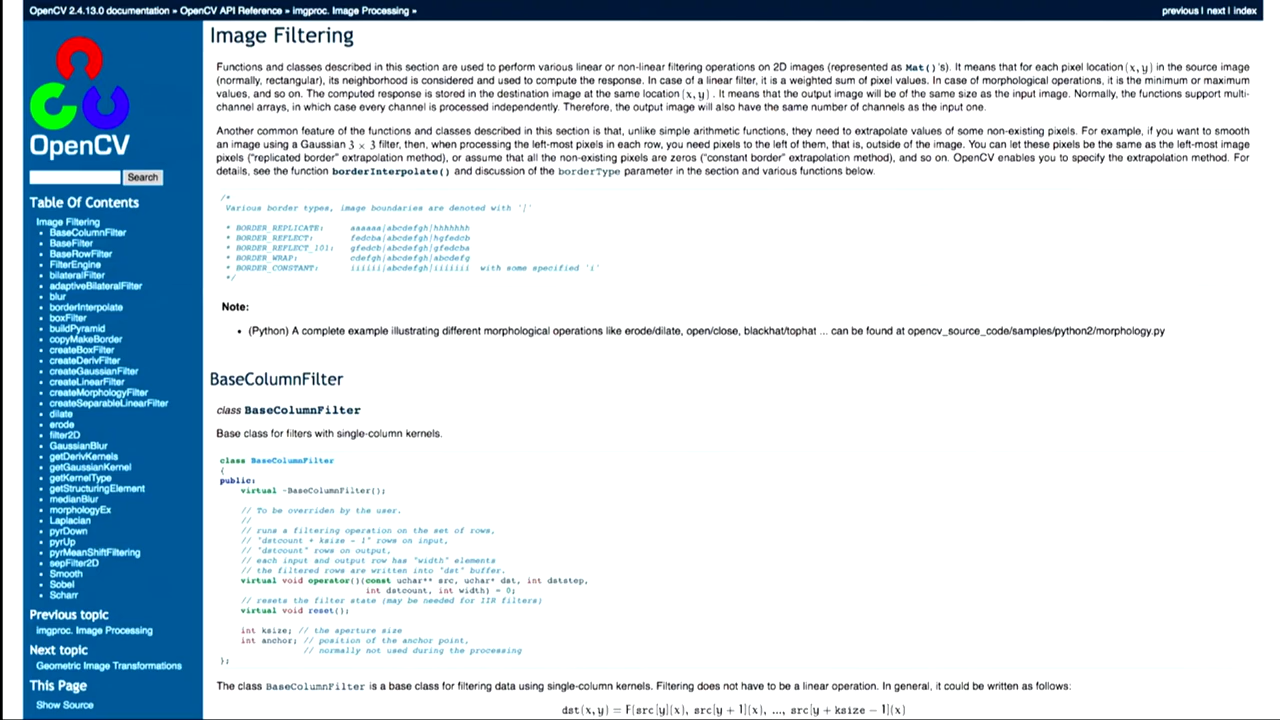 OpenCV 2.4.13.0 documentation » OpenCV API Reference » imgproc. Image Processing » previous | next | index
OpenCV
Search
Table Of Contents
Image Filtering
• BaseColumnFilter
• BaseFilter
• BaseRowFilter
• FilterEngine
• bilateralFilter
• adaptiveBilateralFilter
• blur
• borderInterpolate
• boxFilter
• buildPyramid
• copyMakeBorder
• createBoxFilter
• createDerivFilter
• createGaussianFilter
• createLinearFilter
• createMorphologyFilter
• createSeparableLinearFilter
• dilate
• erode
• filter2D
• GaussianBlur
• getDerivKernels
• getGaussianKernel
• getKernelType
• getStructuringElement
• medianBlur
• morphologyEx
• Laplacian
• pyrDown
• pyrUp
• pyrMeanShiftFiltering
• sepFilter2D
• Smooth
• Sobel
• Scharr
Previous topic
imgproc. Image Processing
Next topic
Geometric Image Transformations
This Page
Show Source
Image Filtering
Functions and classes described in this section are used to perform various linear or non-linear filtering operations on 2D images (represented as Mat()'s). It means that for each pixel location (x, y) in the source image
(normally, rectangular), its neighborhood is considered and used to compute the response. In case of a linear filter, it is a weighted sum of pixel values. In case of morphological operations, it is the minimum or maximum
values, and so on. The computed response is stored in the destination image at the same location (x, y) . It means that the output image will be of the same size as the input image. Normally, the functions support multi-
channel arrays, in which case every channel is processed independently. Therefore, the output image will also have the same number of channels as the input one.
Another common feature of the functions and classes described in this section is that, unlike simple arithmetic functions, they need to extrapolate values of some non-existing pixels. For example, if you want to smooth
an image using a Gaussian 3 × 3 filter, then, when processing the left-most pixels in each row, you need pixels to the left of them, that is, outside of the image. You can let these pixels be the same as the left-most image
pixels ("replicated border" extrapolation method), or assume that all the non-existing pixels are zeros ("constant border" extrapolation method), and so on. OpenCV enables you to specify the extrapolation method. For
details, see the function borderInterpolate() and discussion of the borderType parameter in the section and various functions below.
/*
Various border types, image boundaries are denoted with '|'
* BORDER_REPLICATE: aaaaaa|abcdefgh|hhhhhhh
* BORDER_REFLECT: fedcba|abcdefgh|hgfedcb
* BORDER_REFLECT_101: gfedcb|abcdefgh|gfedcba
* BORDER_WRAP: cdefgh|abcdefgh|abcdefg
* BORDER_CONSTANT: iiiiii|abcdefgh|iiiiiii with some specified 'i'
*/
Note:
• (Python) A complete example illustrating different morphological operations like erode/dilate, open/close, blackhat/tophat ... can be found at opencv_source_code/samples/python2/morphology.py
BaseColumnFilter
class BaseColumnFilter
Base class for filters with single-column kernels.
class BaseColumnFilter
{
public:
virtual ~BaseColumnFilter();
// To be overriden by the user.
//
// runs a filtering operation on the set of rows,
// "dstcount + ksize - 1" rows on input,
// "dstcount" rows on output,
// each input and output row has "width" elements
// the filtered rows are written into "dst" buffer.
virtual void operator()(const uchar** src, uchar* dst, int dststep,
int dstcount, int width) = 0;
// resets the filter state (may be needed for IIR filters)
virtual void reset();
int ksize; // the aperture size
int anchor; // position of the anchor point,
// normally not used during the processing
};
The class BaseColumnFilter is a base class for filtering data using single-column kernels. Filtering does not have to be a linear operation. In general, it could be written as follows:
dst(x, y) = F(src[y](x), src[y + 1](x), ..., src[y + ksize − 1](x)